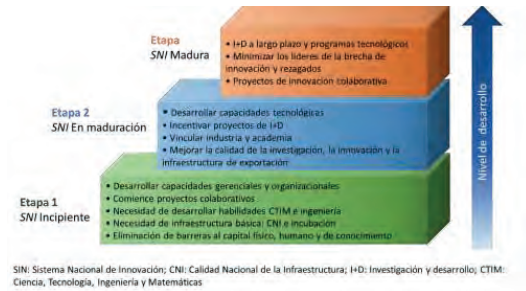 Etapa
SNI Madura
• I+D a largo plazo y programas tecnológicos
• Minimizar los líderes de la brecha de
innovación y rezagados
• Proyectos de innovación colaborativa
Etapa 2
SNI En maduración
• Desarrollar capacidades tecnológicas
• Incentivar proyectos de I+D
• Vincular industria y academia
• Mejorar la calidad de la investigación, la innovación y la
infraestructura de exportación
Etapa 1
SNI Incipiente
• Desarrollar capacidades gerenciales y organizacionales
• Comience proyectos colaborativos
• Necesidad de desarrollar habilidades CTIM e ingeniería
• Necesidad de infraestructura básica: CNI e incubación
• Eliminación de barreras al capital físico, humano y de conocimiento
Nivel de desarrollo
SIN: Sistema Nacional de Innovación; CNI: Calidad Nacional de la Infraestructura; I+D: Investigación y desarrollo; CTIM:
Ciencia, Tecnología, Ingeniería y Matemáticas